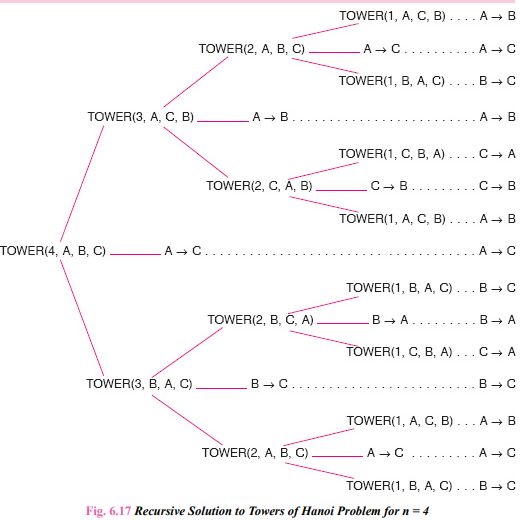 TOWER(1, A, C, B) . . . . A → B
TOWER(2, A, B, C) A → C . . . . . . . . . . A → C
TOWER(1, B, A, C) . . . . B → C
TOWER(3, A, C, B) A → B . . . . . . . . . . . . . . . . . . . . . . . . . A → B
TOWER(1, C, B, A) . . . . C → A
TOWER(2, C, A, B) C → B . . . . . . . . . C → B
TOWER(1, A, C, B) . . . . A → B
TOWER(4, A, B, C) A → C . . . . . . . . . . . . . . . . . . . . . . . . . . . . . . . . . . . . . A → C
TOWER(1, B, A, C) . . . B → C
TOWER(2, B, C, A) B → A . . . . . . . . . B → A
TOWER(1, C, B, A) . . . C → A
TOWER(3, B, A, C) B → C . . . . . . . . . . . . . . . . . . . . . . . . . B → C
TOWER(1, A, C, B) . . . A → B
TOWER(2, A, B, C) A → C . . . . . . . . . A → C
TOWER(1, B, A, C) . . . B → C
Fig. 6.17 Recursive Solution to Towers of Hanoi Problem for n = 4